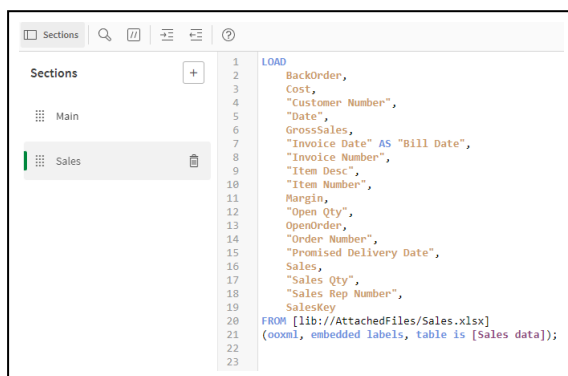 Sections
Sections
Main
Sales
1 LOAD
2 BackOrder,
3 Cost,
4 "Customer Number",
5 "Date",
6 GrossSales,
7 "Invoice Date" AS "Bill Date",
8 "Invoice Number",
9 "Item Desc",
10 "Item Number",
11 Margin,
12 "Open Qty",
13 OpenOrder,
14 "Order Number",
15 "Promised Delivery Date",
16 Sales,
17 "Sales Qty",
18 "Sales Rep Number",
19 SalesKey
20 FROM [lib://AttachedFiles/Sales.xlsx]
21 (ooxml, embedded labels, table is [Sales data]);
22
23